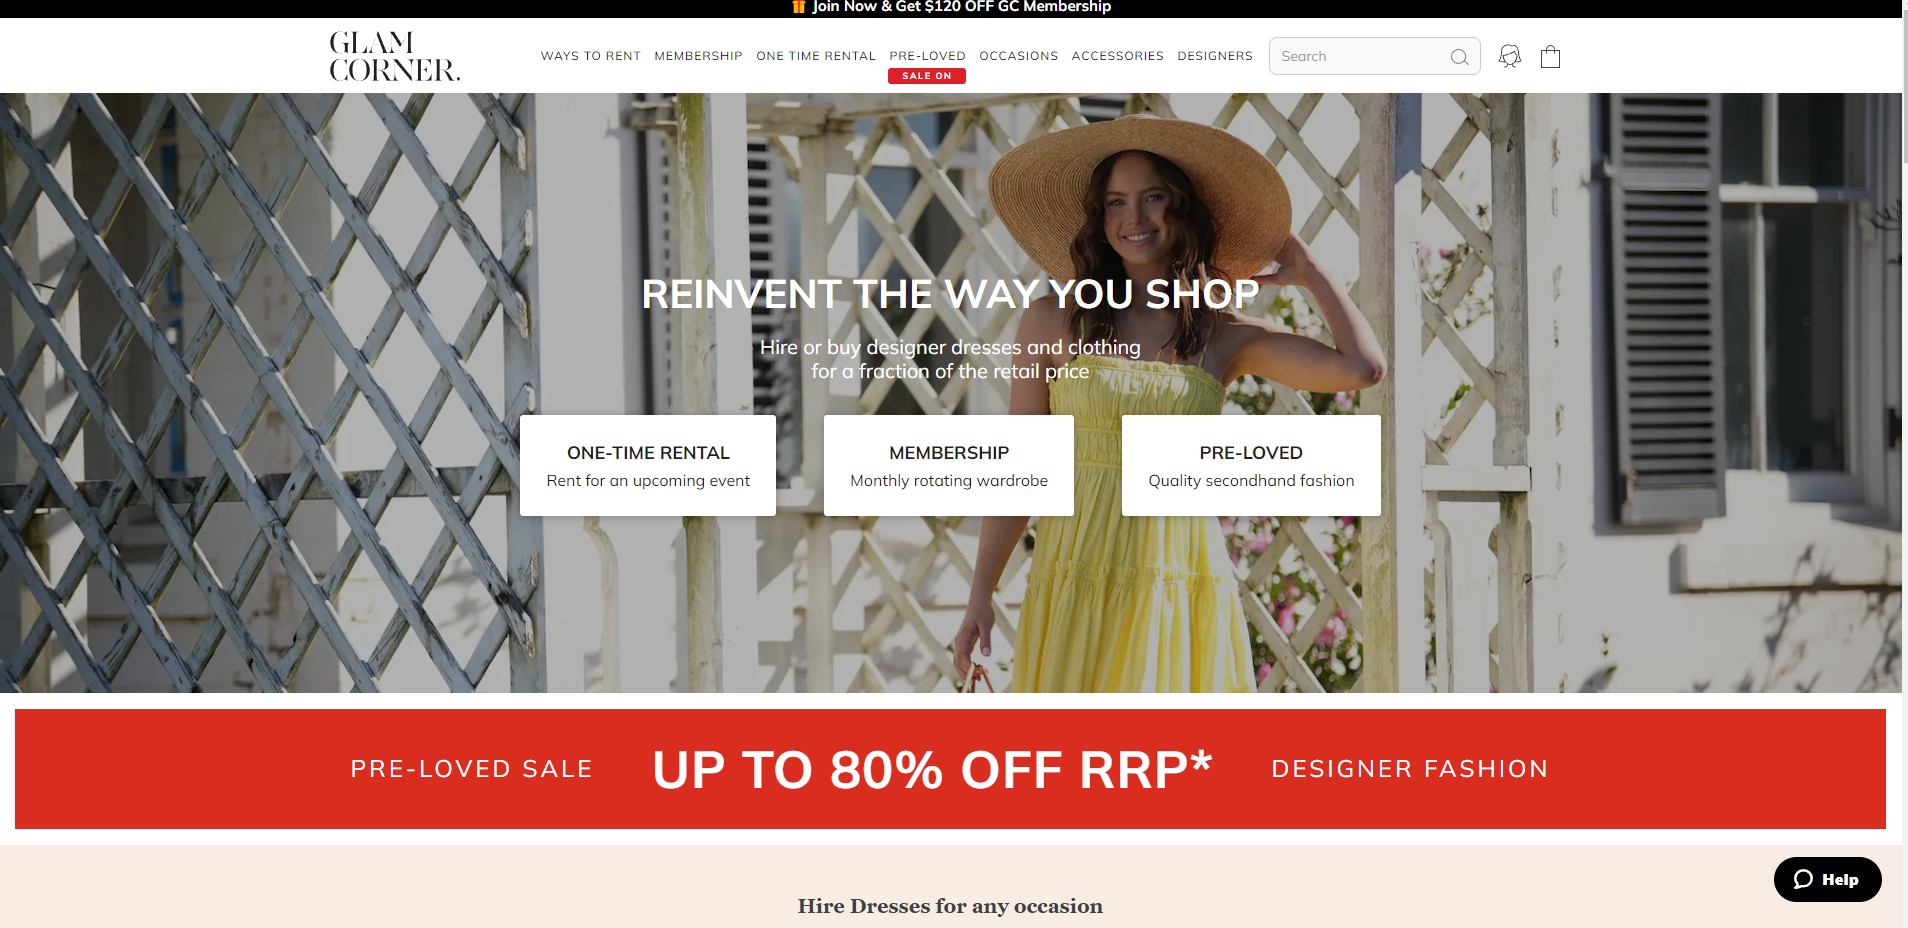 Join Now & Get $120 OFF GC Membership
GLAM
CORNER.
WAYS TO RENT
MEMBERSHIP
ONE TIME RENTAL
PRE-LOVED
SALE ON
OCCASIONS
ACCESSORIES
DESIGNERS
Search
REINVENT THE WAY YOU SHOP
Hire or buy designer dresses and clothing
for a fraction of the retail price
ONE-TIME RENTAL
Rent for an upcoming event
MEMBERSHIP
Monthly rotating wardrobe
PRE-LOVED
Quality secondhand fashion
PRE-LOVED SALE
UP TO 80% OFF RRP*
DESIGNER FASHION
Hire Dresses for any occasion
Help